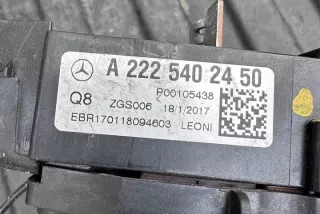 A 222 540 24 50
P00105438
Q8 ZGS006 18/1/2017
EBR170118094603 LEONI